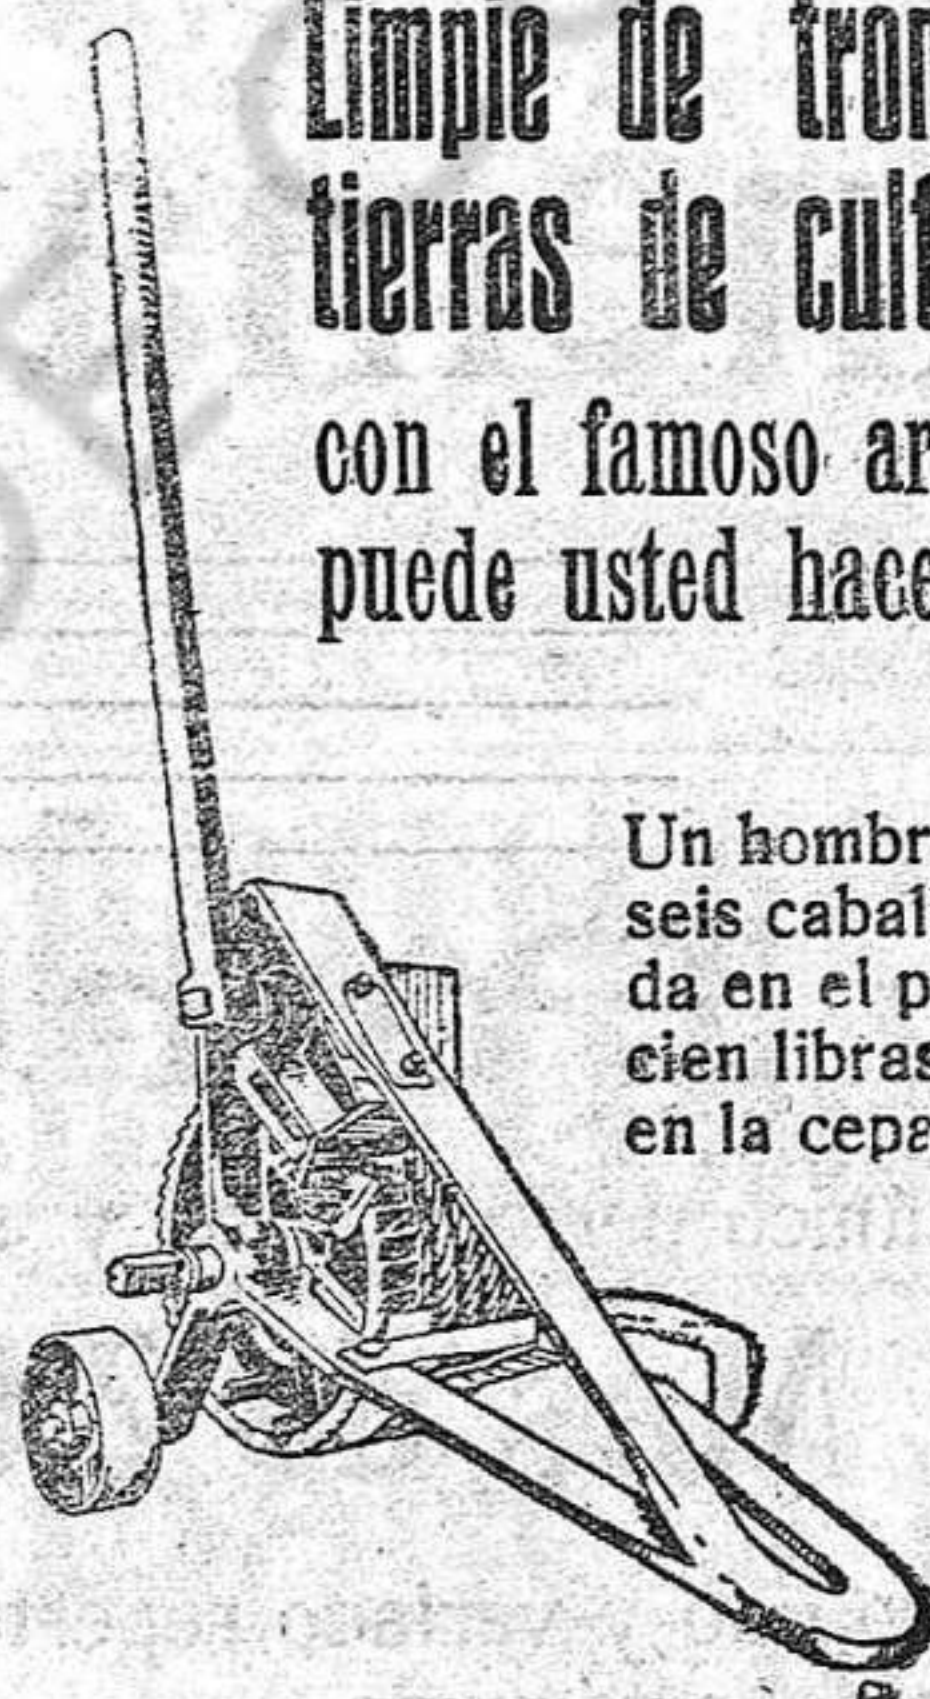 Limpie de tron
tierras de cult
con el famoso ar
puede usted hace
Un hombr
seis cabal
da en el p
cien libras
en la cepa